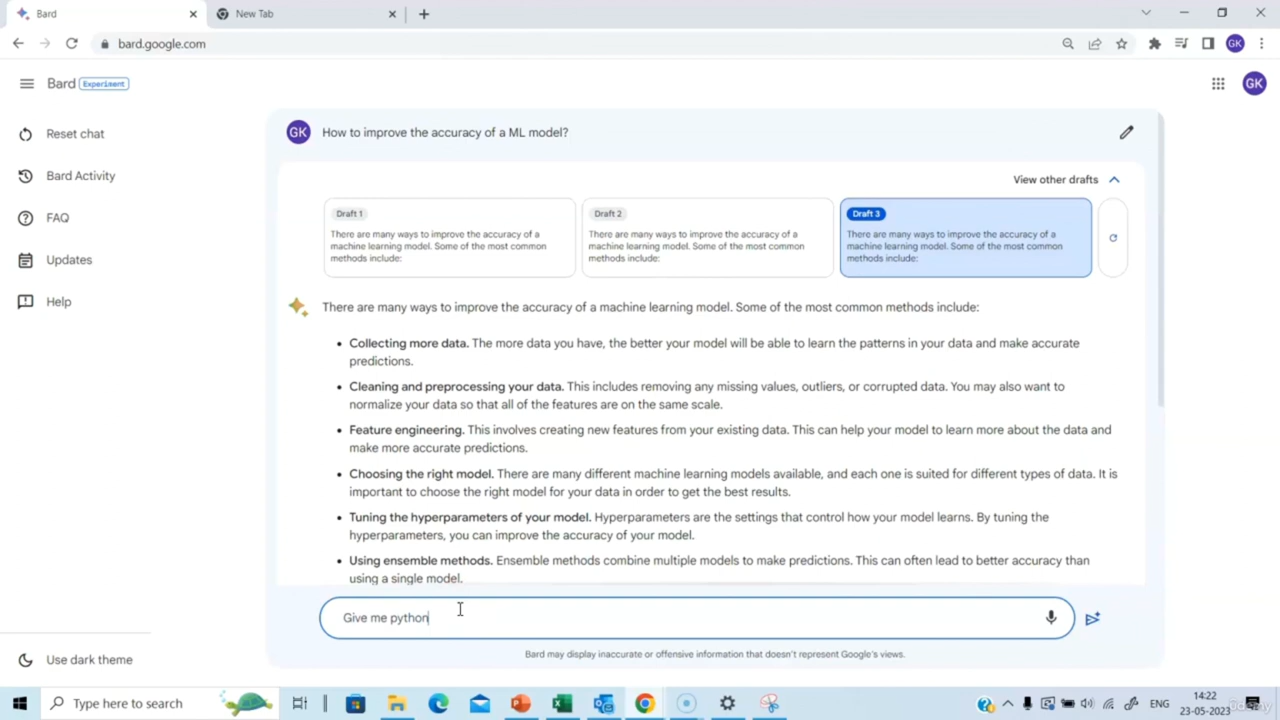 Bard
New Tab
bard.google.com
GK
Bard Experiment
GK
Reset chat
Bard Activity
FAQ
Updates
Help
GK How to improve the accuracy of a ML model?
View other drafts
Draft 1
There are many ways to improve the accuracy of a
machine learning model. Some of the most common
methods include:
Draft 2
There are many ways to improve the accuracy of a
machine learning model. Some of the most common
methods include:
Draft 3
There are many ways to improve the accuracy of a
machine learning model. Some of the most common
methods include:
There are many ways to improve the accuracy of a machine learning model. Some of the most common methods include:
• Collecting more data. The more data you have, the better your model will be able to learn the patterns in your data and make accurate
predictions.
• Cleaning and preprocessing your data. This includes removing any missing values, outliers, or corrupted data. You may also want to
normalize your data so that all of the features are on the same scale.
• Feature engineering. This involves creating new features from your existing data. This can help your model to learn more about the data and
make more accurate predictions.
• Choosing the right model. There are many different machine learning models available, and each one is suited for different types of data. It is
important to choose the right model for your data in order to get the best results.
• Tuning the hyperparameters of your model. Hyperparameters are the settings that control how your model learns. By tuning the
hyperparameters, you can improve the accuracy of your model.
• Using ensemble methods. Ensemble methods combine multiple models to make predictions. This can often lead to better accuracy than
using a single model.
Give me python
Bard may display inaccurate or offensive information that doesn't represent Google's views.
Use dark theme
Type here to search
ENG
14:22
23-05-2023
Udemy